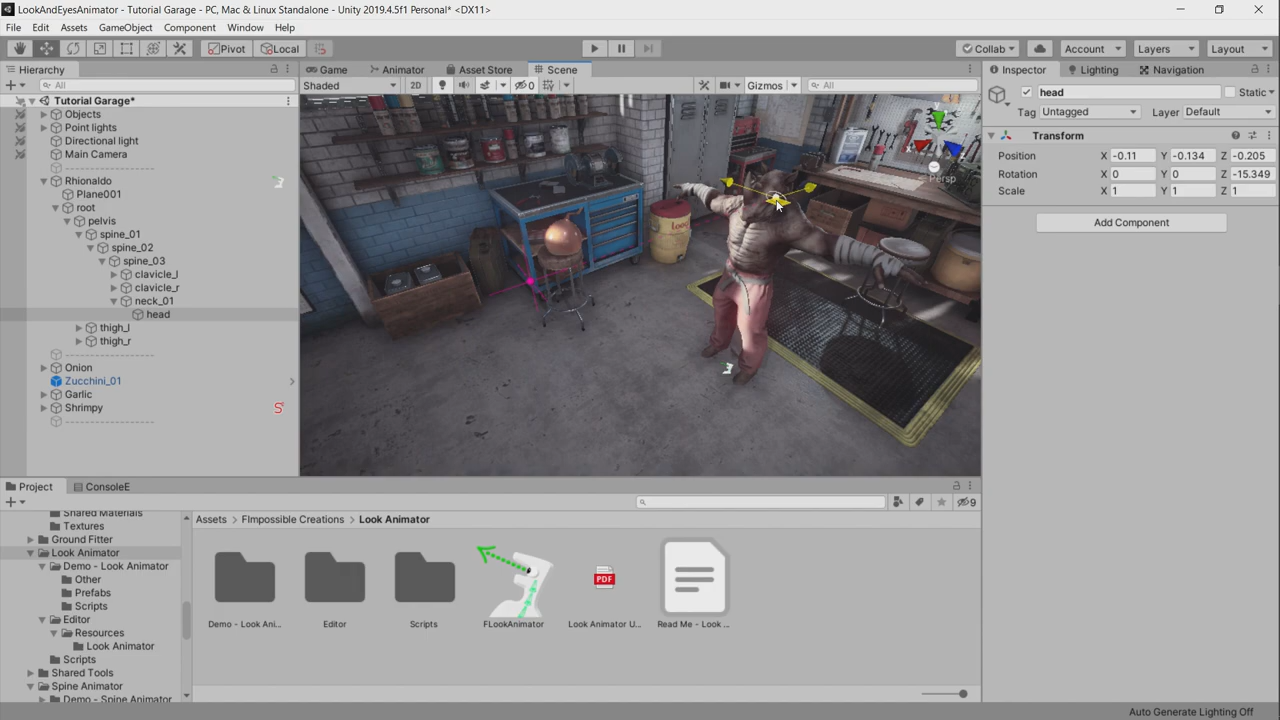 LookAndEyesAnimator - Tutorial Garage - PC, Mac & Linux Standalone - Unity 2019.4.5f1 Personal* <DX11>
File Edit Assets GameObject Component Window Help
Pivot Local Collab Account Layers Layout
Hierarchy Game Animator Asset Store Scene Inspector Lighting Navigation
All Shaded 2D 0 Gizmos All head Static
Tutorial Garage*
Tag Untagged Layer Default
Objects
Point lights
Directional light
Main Camera
--------------------
Rhionaldo
Plane001
root
pelvis
spine_01
spine_02
spine_03
clavicle_l
clavicle_r
neck_01
head
thigh_l
thigh_r
--------------------
Onion
Zucchini_01
Garlic
Shrimpy S
--------------------
Persp
Transform
Position X -0.11 Y -0.134 Z -0.205
Rotation X 0 Y 0 Z -15.349
Scale X 1 Y 1 Z 1
Add Component
Project ConsoleE
9
Shared Materials
Textures
Ground Fitter
Look Animator
Demo - Look Animator
Other
Prefabs
Scripts
Editor
Resources
Look Animator
Scripts
Shared Tools
Spine Animator
Demo - Spine Animator
Assets > FImpossible Creations > Look Animator
PDF
Demo - Look Ani... Editor Scripts FLookAnimator Look Animator U... Read Me - Look ...
Auto Generate Lighting Off